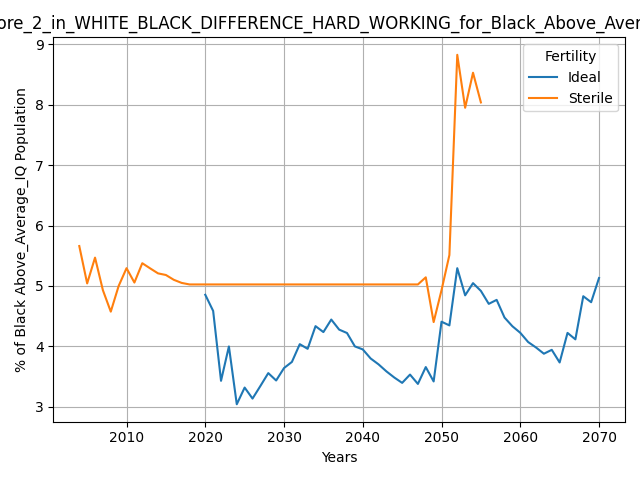 ore_2_in_WHITE_BLACK_DIFFERENCE_HARD_WORKING_for_Black_Above_Aver
% of Black Above_Average_IQ Population
9
8
7
6
5
4
3
Fertility
Ideal
Sterile
2010
2020
2030
2040
2050
2060
2070
Years